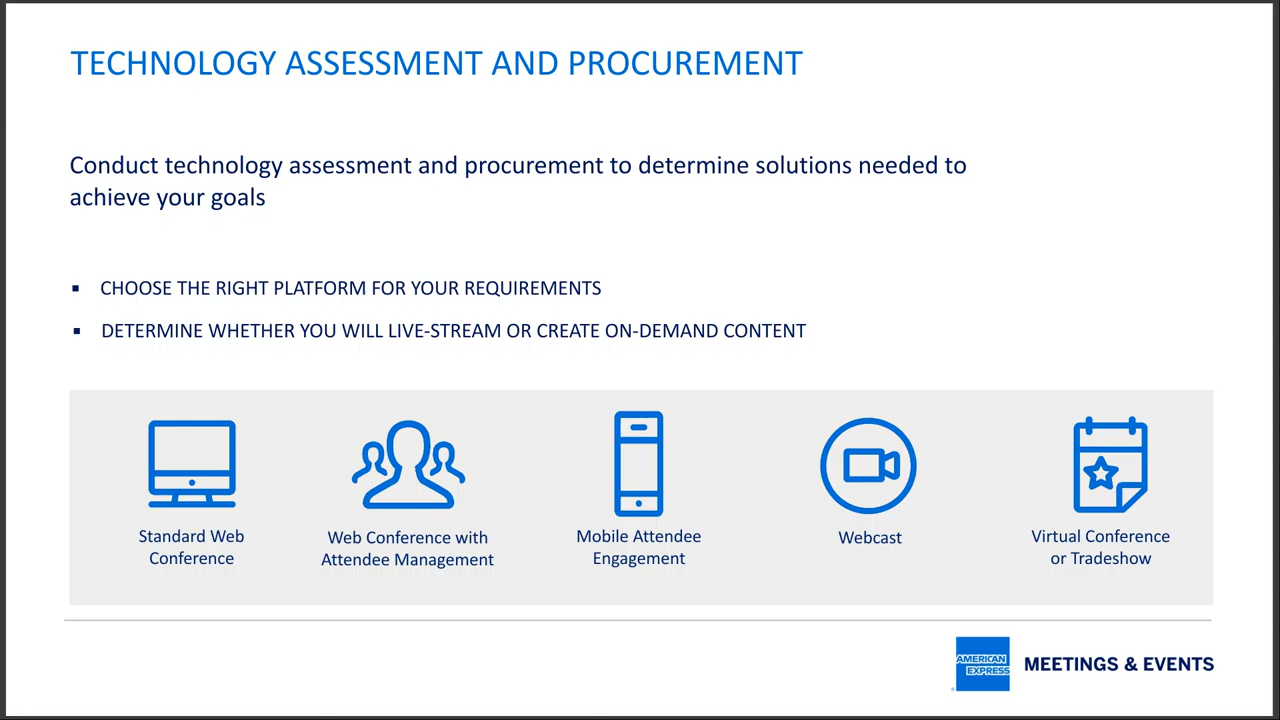 TECHNOLOGY ASSESSMENT AND PROCUREMENT
Conduct technology assessment and procurement to determine solutions needed to
achieve your goals
▪ CHOOSE THE RIGHT PLATFORM FOR YOUR REQUIREMENTS
▪ DETERMINE WHETHER YOU WILL LIVE-STREAM OR CREATE ON-DEMAND CONTENT
Standard Web
Conference
Web Conference with
Attendee Management
Mobile Attendee
Engagement
Webcast
Virtual Conference
or Tradeshow
AMERICAN
EXPRESS
®
MEETINGS & EVENTS